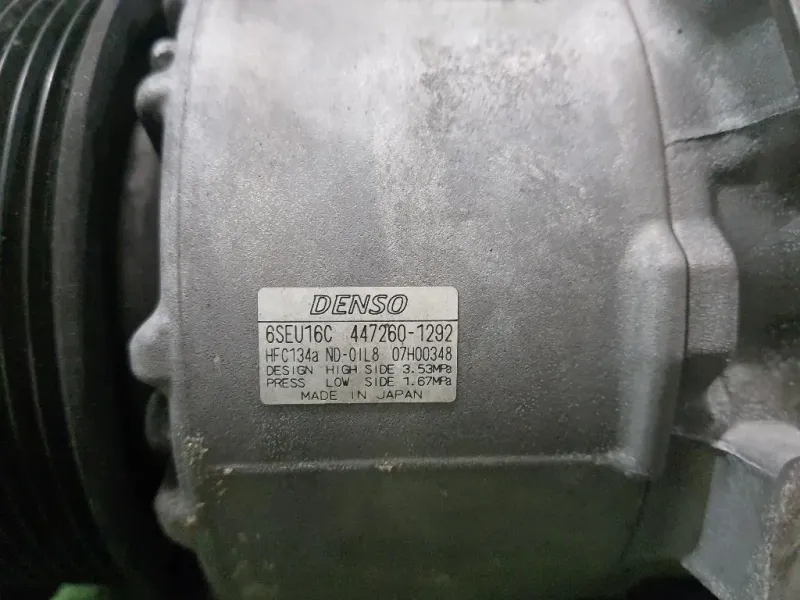 DENSO
6SEU16C 447260-1292
HFC134a ND-OIL8 07H00348
DESIGN HIGH SIDE 3.53MPa
PRESS LOW SIDE 1.67MPa
MADE IN JAPAN